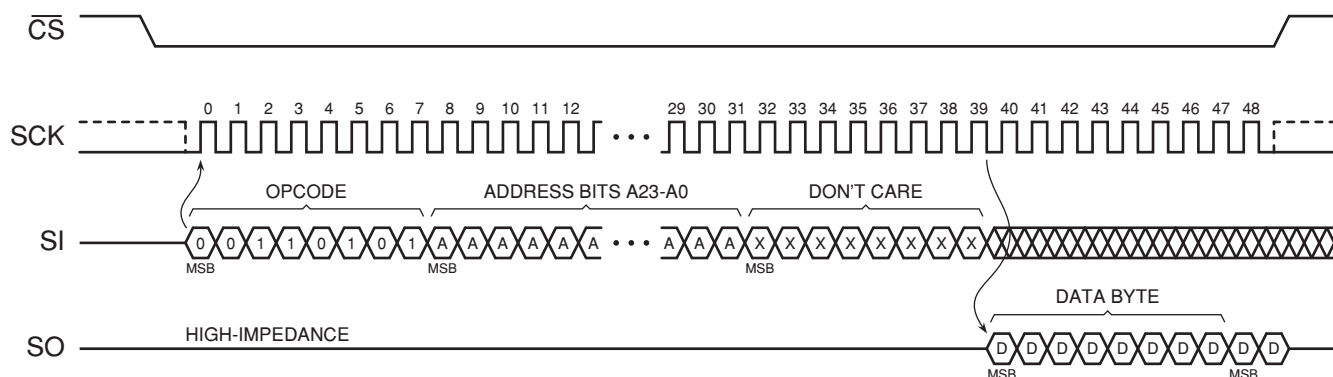 CS
0 1 2 3 4 5 6 7 8 9 10 11 12 29 30 31 32 33 34 35 36 37 38 39 40 41 42 43 44 45 46 47 48
SCK
OPCODE ADDRESS BITS A23-A0 DON'T CARE
SI 0 0 1 1 0 1 0 1 A A A A A A A A A X X X X X X X X
MSB MSB MSB
DATA BYTE
SO HIGH-IMPEDANCE D D D D D D D D D D
MSB MSB